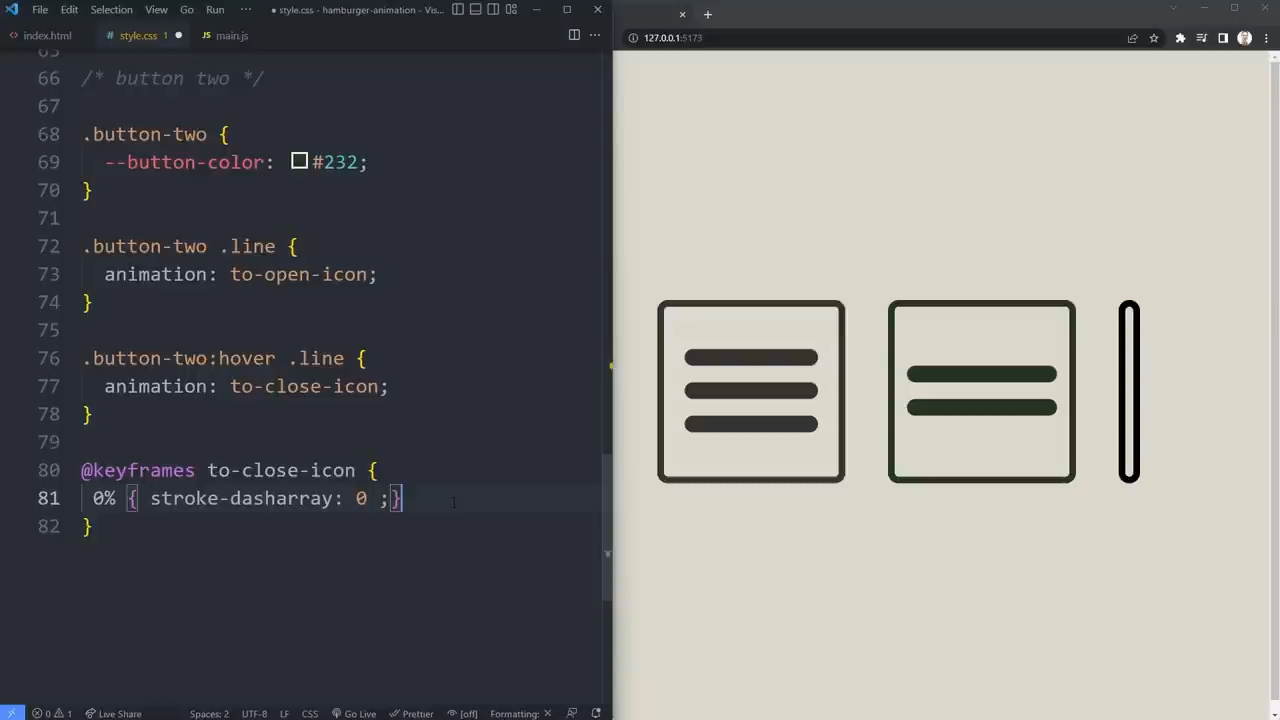 File Edit Selection View Go Run ··· ● style.css - hamburger-animation - Vis...
index.html style.css 1 ● JS main.js ···
127.0.0.1:5173
65
66 /* button two */
67
68 .button-two {
69 --button-color: #232;
70 }
71
72 .button-two .line {
73 animation: to-open-icon;
74 }
75
76 .button-two:hover .line {
77 animation: to-close-icon;
78 }
79
80 @keyframes to-close-icon {
81 0% { stroke-dasharray: 0 ;}
82 }
0 1 Live Share Spaces: 2 UTF-8 LF CSS Go Live Prettier [off] Formatting: ✕